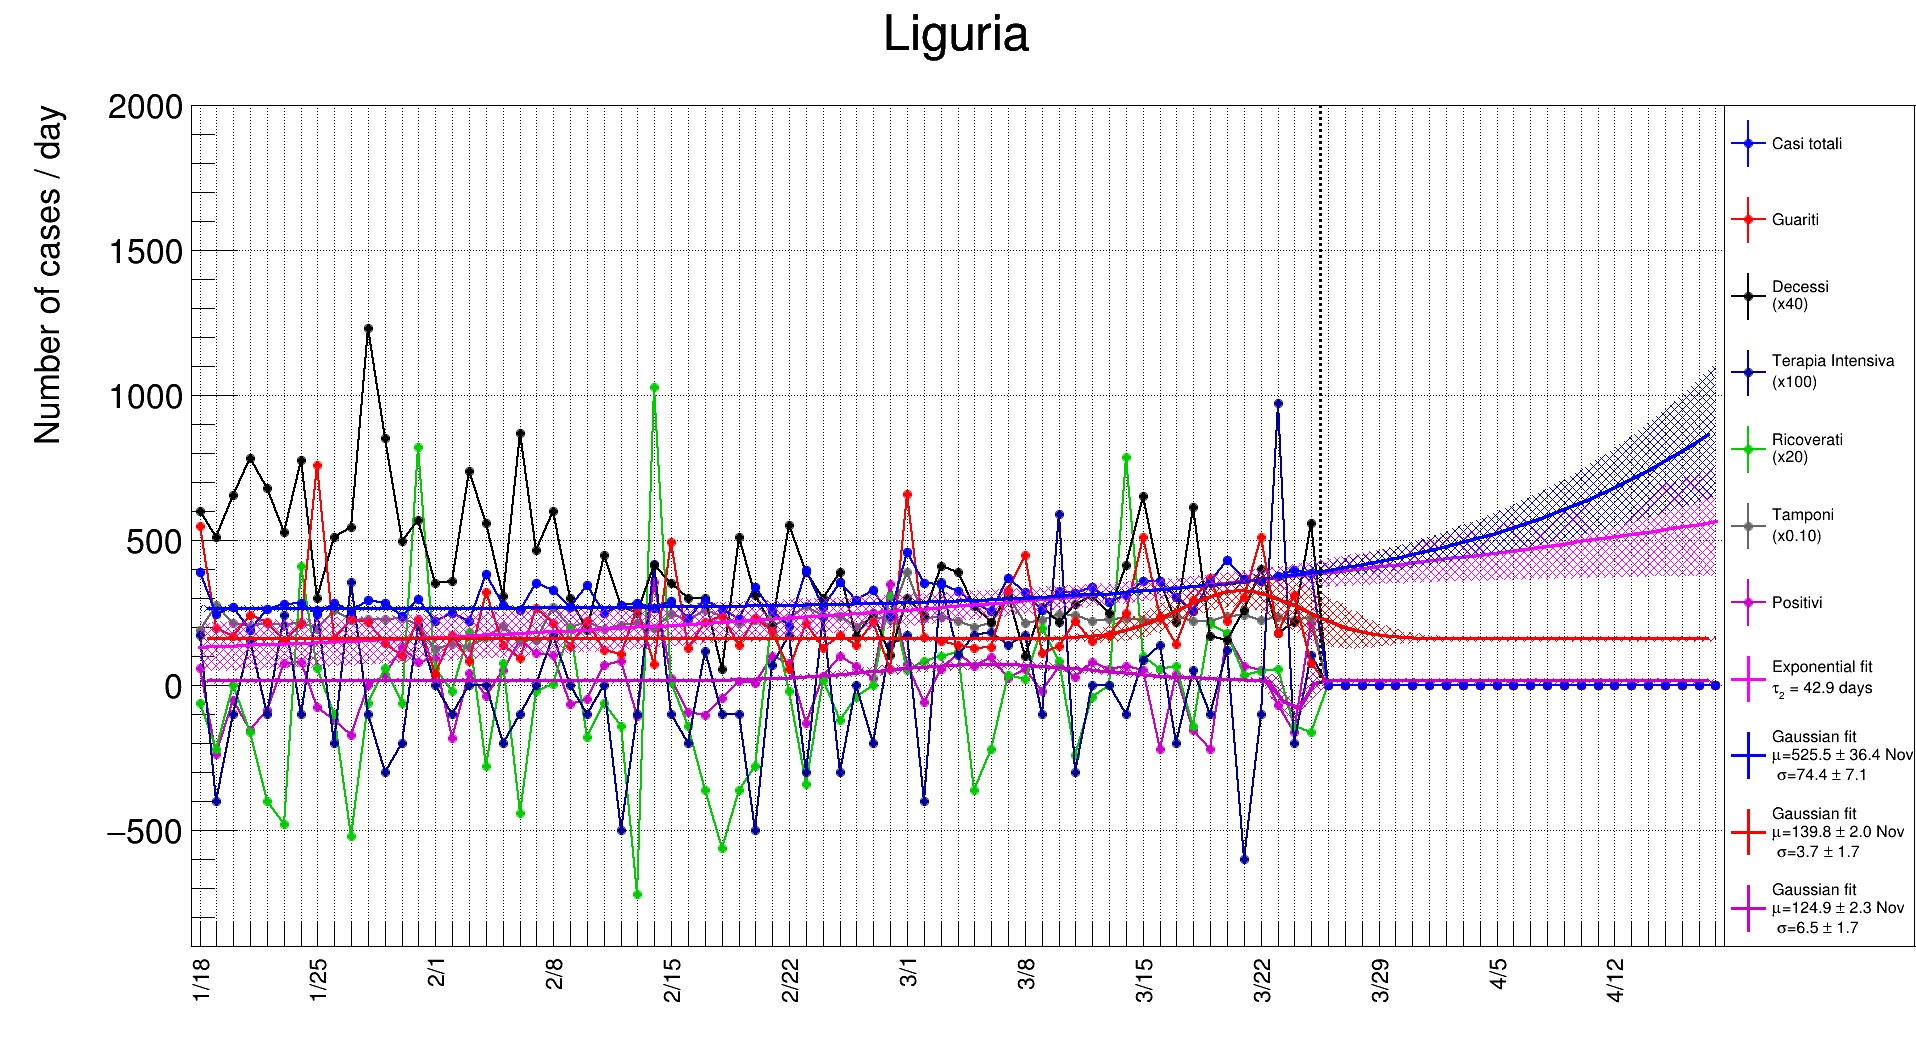 Liguria
Number of cases / day
2000
1500
1000
500
0
−500
1/18
1/25
2/1
2/8
2/15
2/22
3/1
3/8
3/15
3/22
3/29
4/5
4/12
Casi totali
Guariti
Decessi
(x40)
Terapia Intensiva
(x100)
Ricoverati
(x20)
Tamponi
(x0.10)
Positivi
Exponential fit
τ2 = 42.9 days
Gaussian fit
μ=525.5 ± 36.4 Nov
σ=74.4 ± 7.1
Gaussian fit
μ=139.8 ± 2.0 Nov
σ=3.7 ± 1.7
Gaussian fit
μ=124.9 ± 2.3 Nov
σ=6.5 ± 1.7